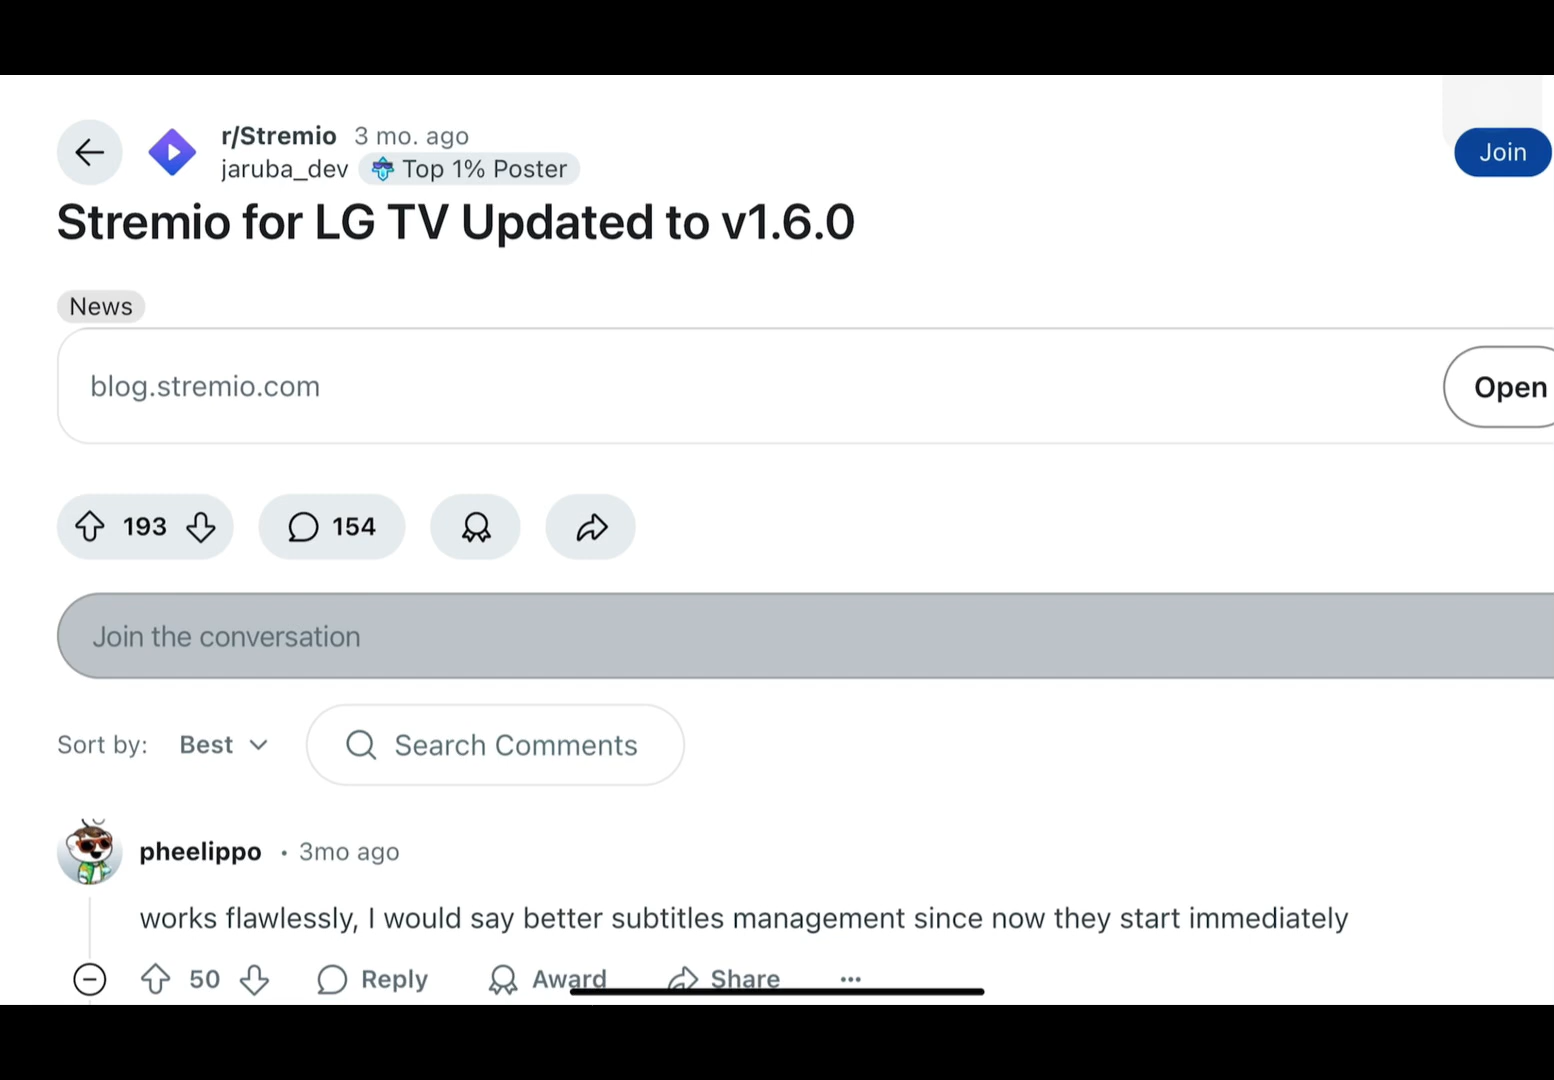 r/Stremio 3 mo. ago
jaruba_dev Top 1% Poster
Join
Stremio for LG TV Updated to v1.6.0
News
blog.stremio.com
Open
193 154
Join the conversation
Sort by: Best Search Comments
pheelippo • 3mo ago
works flawlessly, I would say better subtitles management since now they start immediately
50 Reply Award Share ...